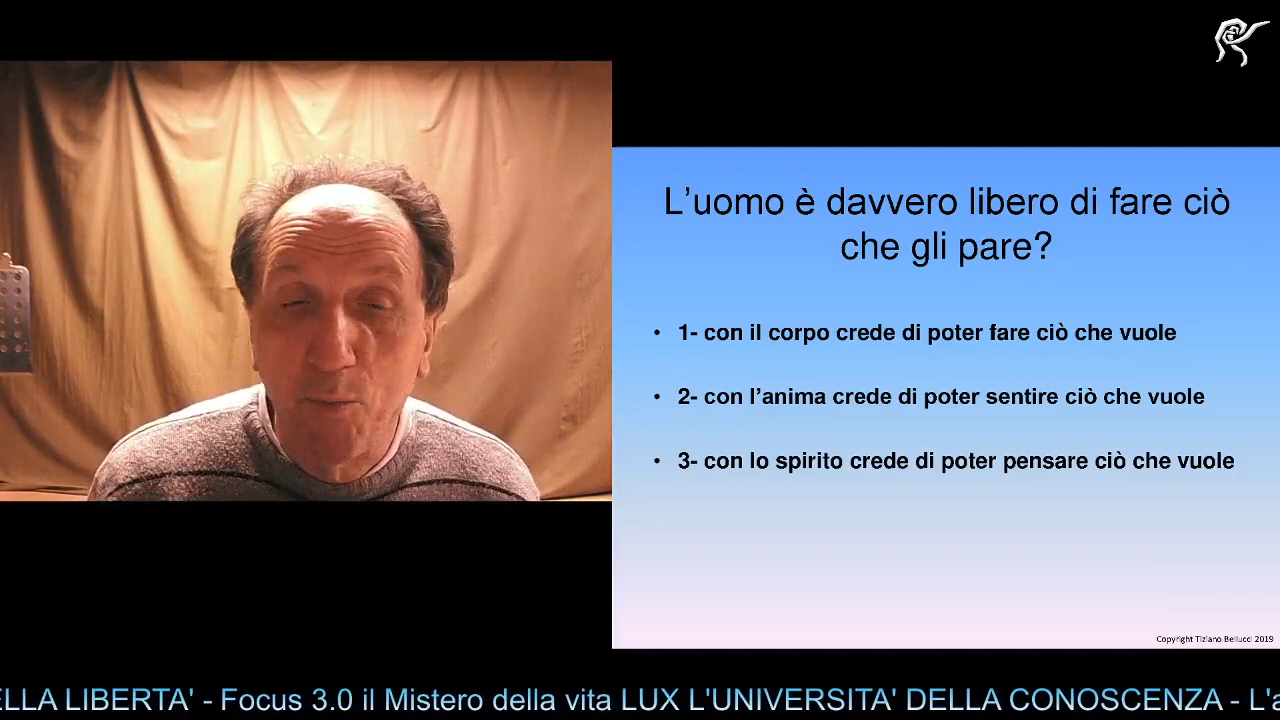 L'uomo è davvero libero di fare ciò
che gli pare?
• 1- con il corpo crede di poter fare ciò che vuole
• 2- con l'anima crede di poter sentire ciò che vuole
• 3- con lo spirito crede di poter pensare ciò che vuole
Copyright Tiziano Bellucci 2019
ELLA LIBERTA' - Focus 3.0 il Mistero della vita LUX L'UNIVERSITA' DELLA CONOSCENZA - L'a